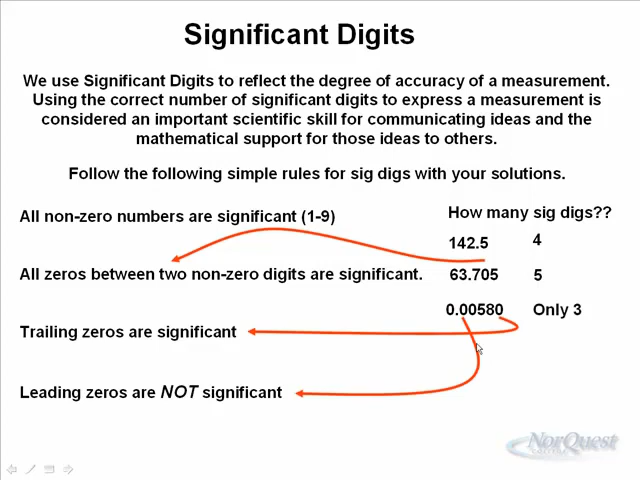 Significant Digits
We use Significant Digits to reflect the degree of accuracy of a measurement.
Using the correct number of significant digits to express a measurement is
considered an important scientific skill for communicating ideas and the
mathematical support for those ideas to others.
Follow the following simple rules for sig digs with your solutions.
How many sig digs??
All non-zero numbers are significant (1-9)
142.5 4
All zeros between two non-zero digits are significant.
63.705 5
0.00580 Only 3
Trailing zeros are significant
Leading zeros are NOT significant
NorQuest